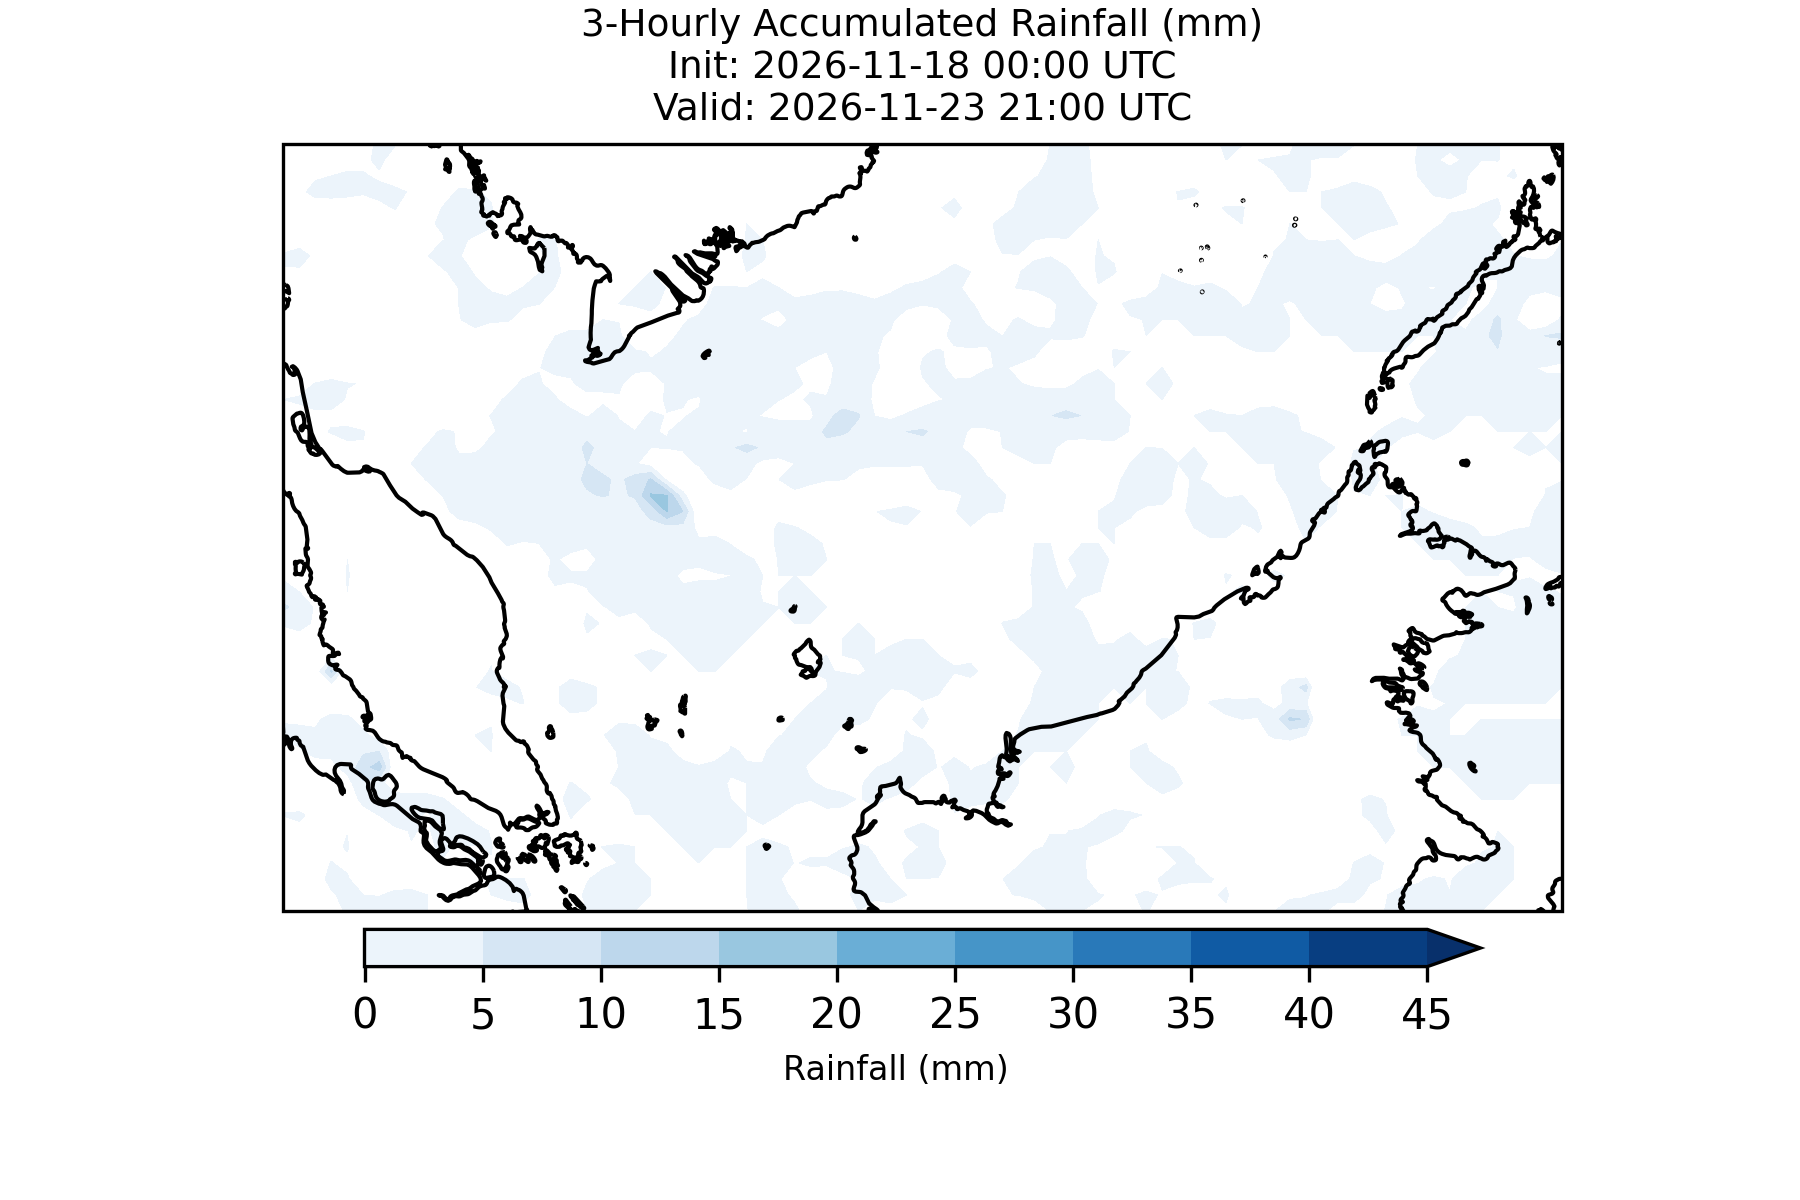 3-Hourly Accumulated Rainfall (mm)
Init: 2026-11-18 00:00 UTC
Valid: 2026-11-23 21:00 UTC
0 5 10 15 20 25 30 35 40 45
Rainfall (mm)